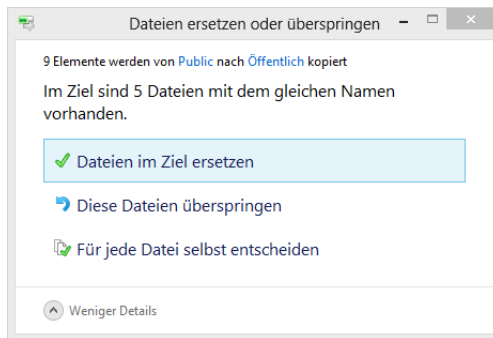 Dateien ersetzen oder überspringen
9 Elemente werden von Public nach Öffentlich kopiert
Im Ziel sind 5 Dateien mit dem gleichen Namen
vorhanden.
Dateien im Ziel ersetzen
Diese Dateien überspringen
Für jede Datei selbst entscheiden
Weniger Details